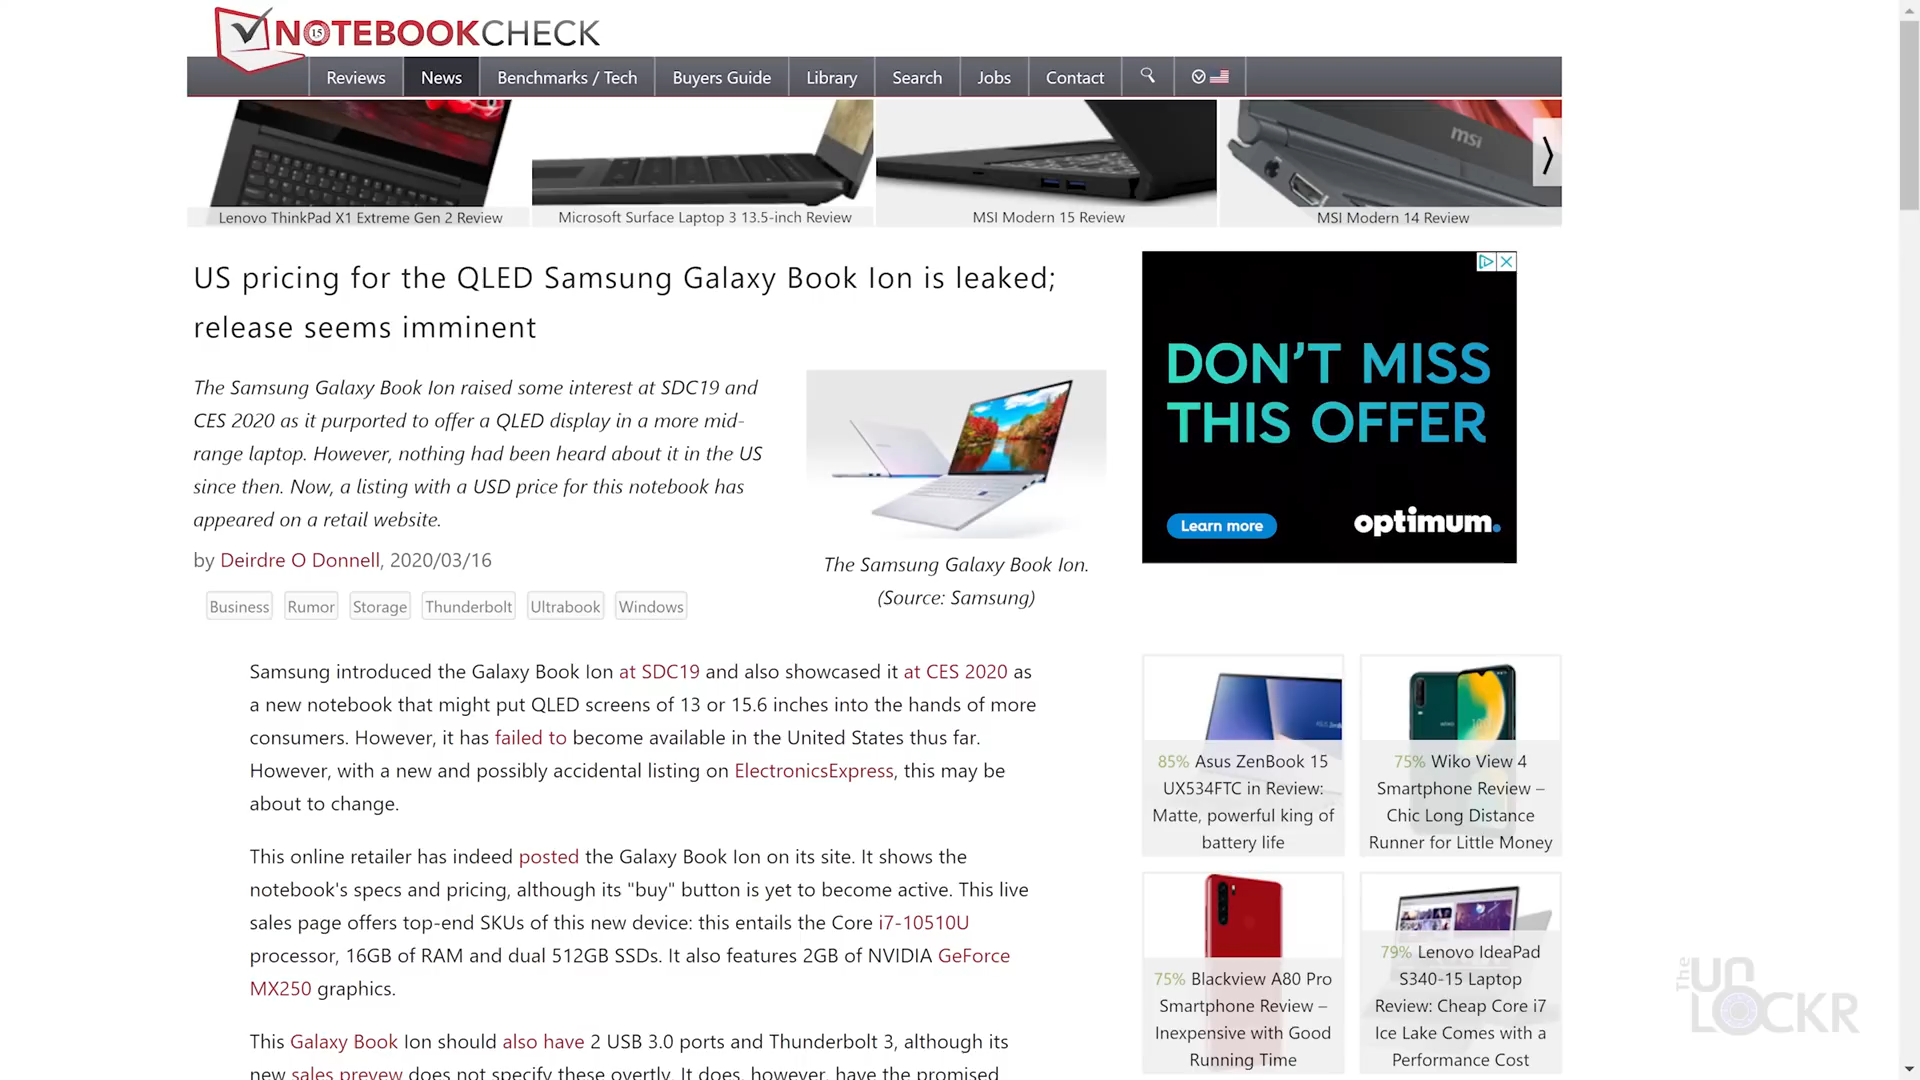 NOTEBOOKCHECK
15
Reviews
News
Benchmarks / Tech
Buyers Guide
Library
Search
Jobs
Contact
msi
Lenovo ThinkPad X1 Extreme Gen 2 Review
Microsoft Surface Laptop 3 13.5-inch Review
MSI Modern 15 Review
MSI Modern 14 Review
US pricing for the QLED Samsung Galaxy Book Ion is leaked;
release seems imminent
The Samsung Galaxy Book Ion raised some interest at SDC19 and
CES 2020 as it purported to offer a QLED display in a more mid-
range laptop. However, nothing had been heard about it in the US
since then. Now, a listing with a USD price for this notebook has
appeared on a retail website.
by Deirdre O Donnell, 2020/03/16
Business
Rumor
Storage
Thunderbolt
Ultrabook
Windows
The Samsung Galaxy Book Ion.
(Source: Samsung)
DON'T MISS
THIS OFFER
Learn more
optimum.
Samsung introduced the Galaxy Book Ion at SDC19 and also showcased it at CES 2020 as
a new notebook that might put QLED screens of 13 or 15.6 inches into the hands of more
consumers. However, it has failed to become available in the United States thus far.
However, with a new and possibly accidental listing on ElectronicsExpress, this may be
about to change.
This online retailer has indeed posted the Galaxy Book Ion on its site. It shows the
notebook's specs and pricing, although its "buy" button is yet to become active. This live
sales page offers top-end SKUs of this new device: this entails the Core i7-10510U
processor, 16GB of RAM and dual 512GB SSDs. It also features 2GB of NVIDIA GeForce
MX250 graphics.
This Galaxy Book Ion should also have 2 USB 3.0 ports and Thunderbolt 3, although its
new sales prevew does not specify these overtly. It does, however, have the promised
85% Asus ZenBook 15
UX534FTC in Review:
Matte, powerful king of
battery life
75% Wiko View 4
Smartphone Review –
Chic Long Distance
Runner for Little Money
75% Blackview A80 Pro
Smartphone Review –
Inexpensive with Good
Running Time
79% Lenovo IdeaPad
S340-15 Laptop
Review: Cheap Core i7
Ice Lake Comes with a
Performance Cost
The
UN
LOCKR